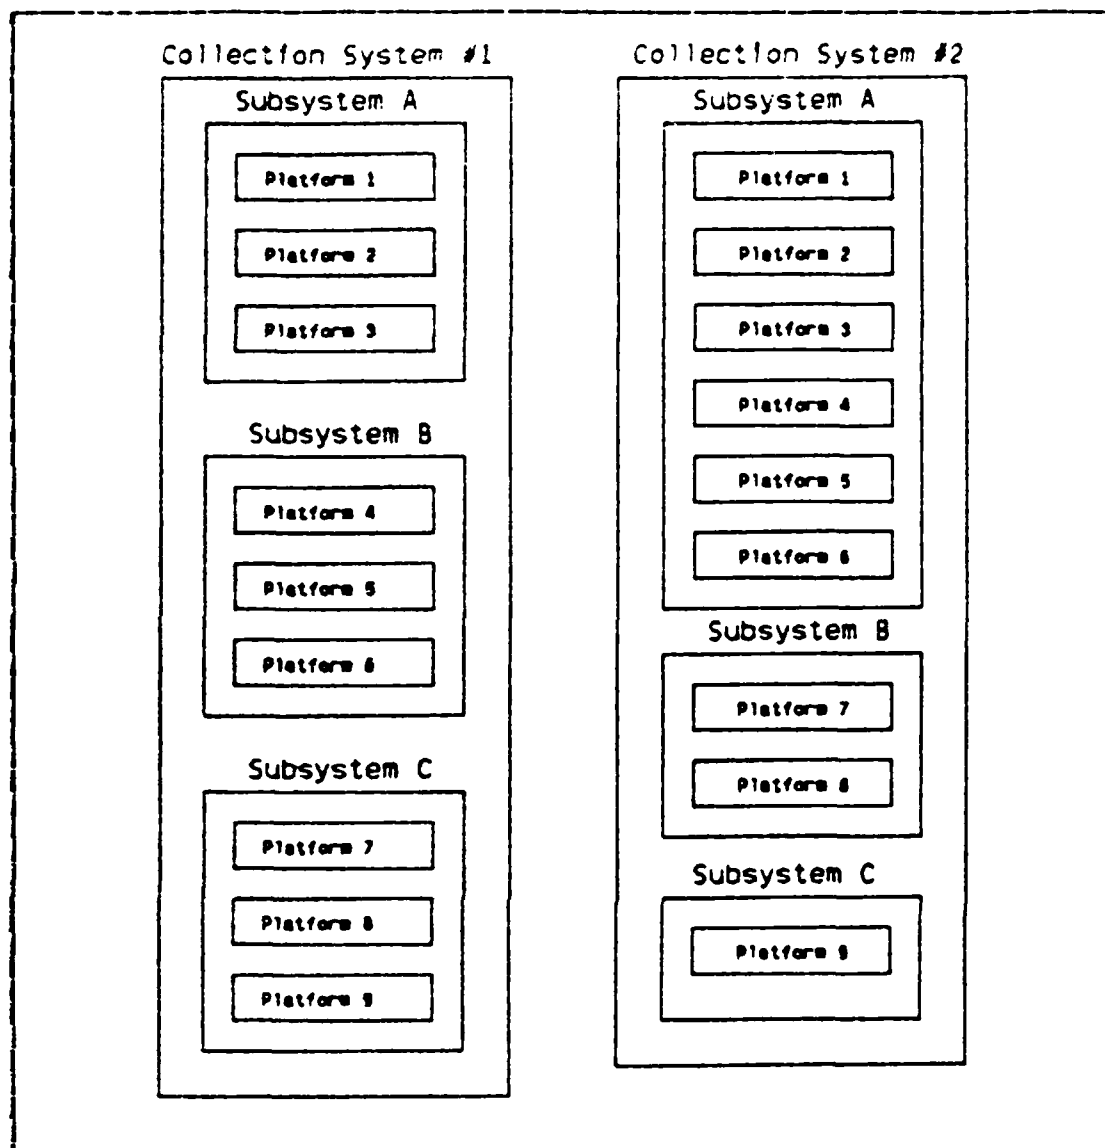 Collection System #1
Subsystem A
Platform 1
Platform 2
Platform 3
Subsystem B
Platform 4
Platform 5
Platform 6
Subsystem C
Platform 7
Platform 8
Platform 9
Collection System #2
Subsystem A
Platform 1
Platform 2
Platform 3
Platform 4
Platform 5
Platform 6
Subsystem B
Platform 7
Platform 8
Subsystem C
Platform 9